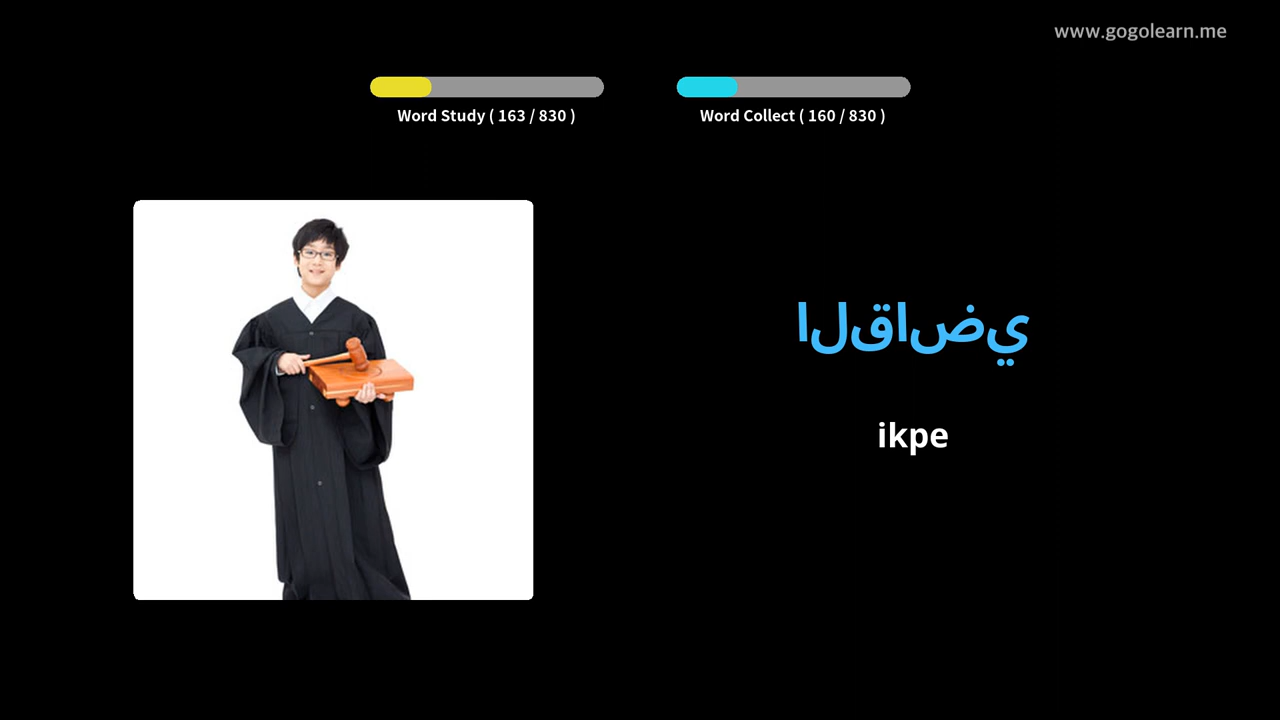 www.gogolearn.me
Word Study ( 163 / 830 )
Word Collect ( 160 / 830 )
القاضي
ikpe